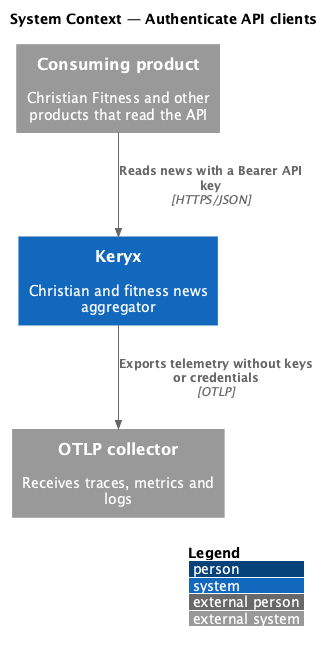 System Context — Authenticate API clients
Consuming product
Christian Fitness and other
products that read the API
Reads news with a Bearer API
key
[HTTPS/JSON]
Keryx
Christian and fitness news
aggregator
Exports telemetry without keys
or credentials
[OTLP]
OTLP collector
Receives traces, metrics and
logs
Legend
person
system
external person
external system